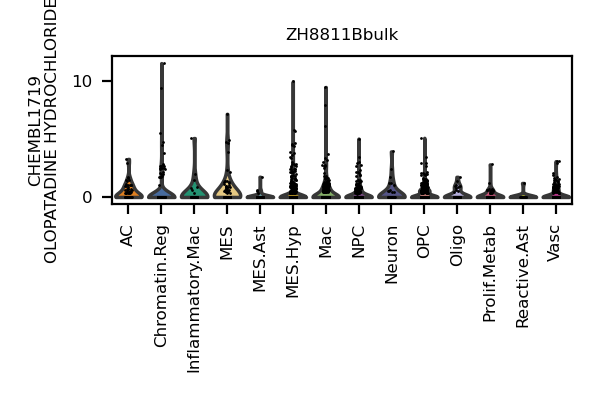 ZH8811Bbulk
CHEMBL1719
OLOPATADINE HYDROCHLORIDE
10
0
AC
Chromatin.Reg
Inflammatory.Mac
MES
MES.Ast
MES.Hyp
Mac
NPC
Neuron
OPC
Oligo
Prolif.Metab
Reactive.Ast
Vasc